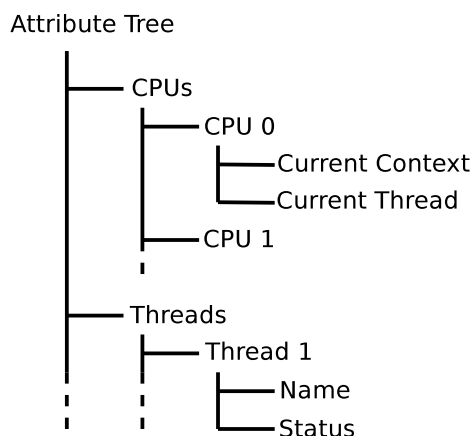 Attribute Tree
CPUs
CPU 0
Current Context
Current Thread
CPU 1
Threads
Thread 1
Name
Status